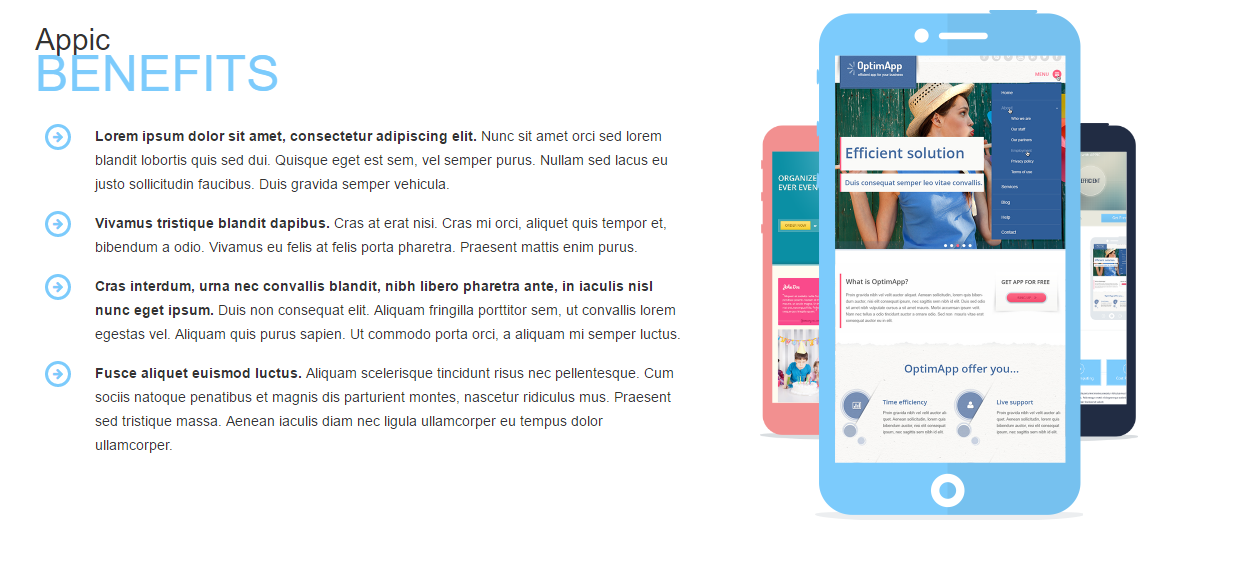 Appic
BENEFITS
Lorem ipsum dolor sit amet, consectetur adipiscing elit. Nunc sit amet orci sed lorem
blandit lobortis quis sed dui. Quisque eget est sem, vel semper purus. Nullam sed lacus eu
justo sollicitudin faucibus. Duis gravida semper vehicula.
Vivamus tristique blandit dapibus. Cras at erat nisi. Cras mi orci, aliquet quis tempor et,
bibendum a odio. Vivamus eu felis at felis porta pharetra. Praesent mattis enim purus.
Cras interdum, urna nec convallis blandit, nibh libero pharetra ante, in iaculis nisl
nunc eget ipsum. Duis non consequat elit. Aliquam fringilla porttitor sem, ut convallis lorem
egestas vel. Aliquam quis purus sapien. Ut commodo porta orci, a aliquam mi semper luctus.
Fusce aliquet euismod luctus. Aliquam scelerisque tincidunt risus nec pellentesque. Cum
sociis natoque penatibus et magnis dis parturient montes, nascetur ridiculus mus. Praesent
sed tristique massa. Aenean iaculis diam nec ligula ullamcorper eu tempus dolor
ullamcorper.
OptimApp
efficient app for your business
MENU
Home
About
Who we are
Our staff
Our partners
Employment
Privacy policy
Terms of use
Services
Blog
Help
Contact
Efficient solution
Duis consequat semper leo vitae convallis.
What is OptimApp?
GET APP FOR FREE
OptimApp offer you...
Time efficiency
Live support
ORGANIZE
EVER EVEN